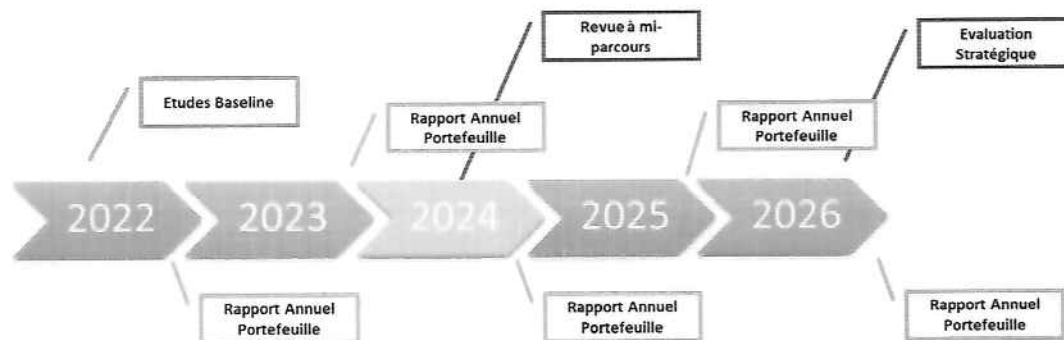 Revue à mi-
parcours
Evaluation
Stratégique
Etudes Baseline
Rapport Annuel
Portefeuille
Rapport Annuel
Portefeuille
2022
2023
2024
2025
2026
Rapport Annuel
Portefeuille
Rapport Annuel
Portefeuille
Rapport Annuel
Portefeuille